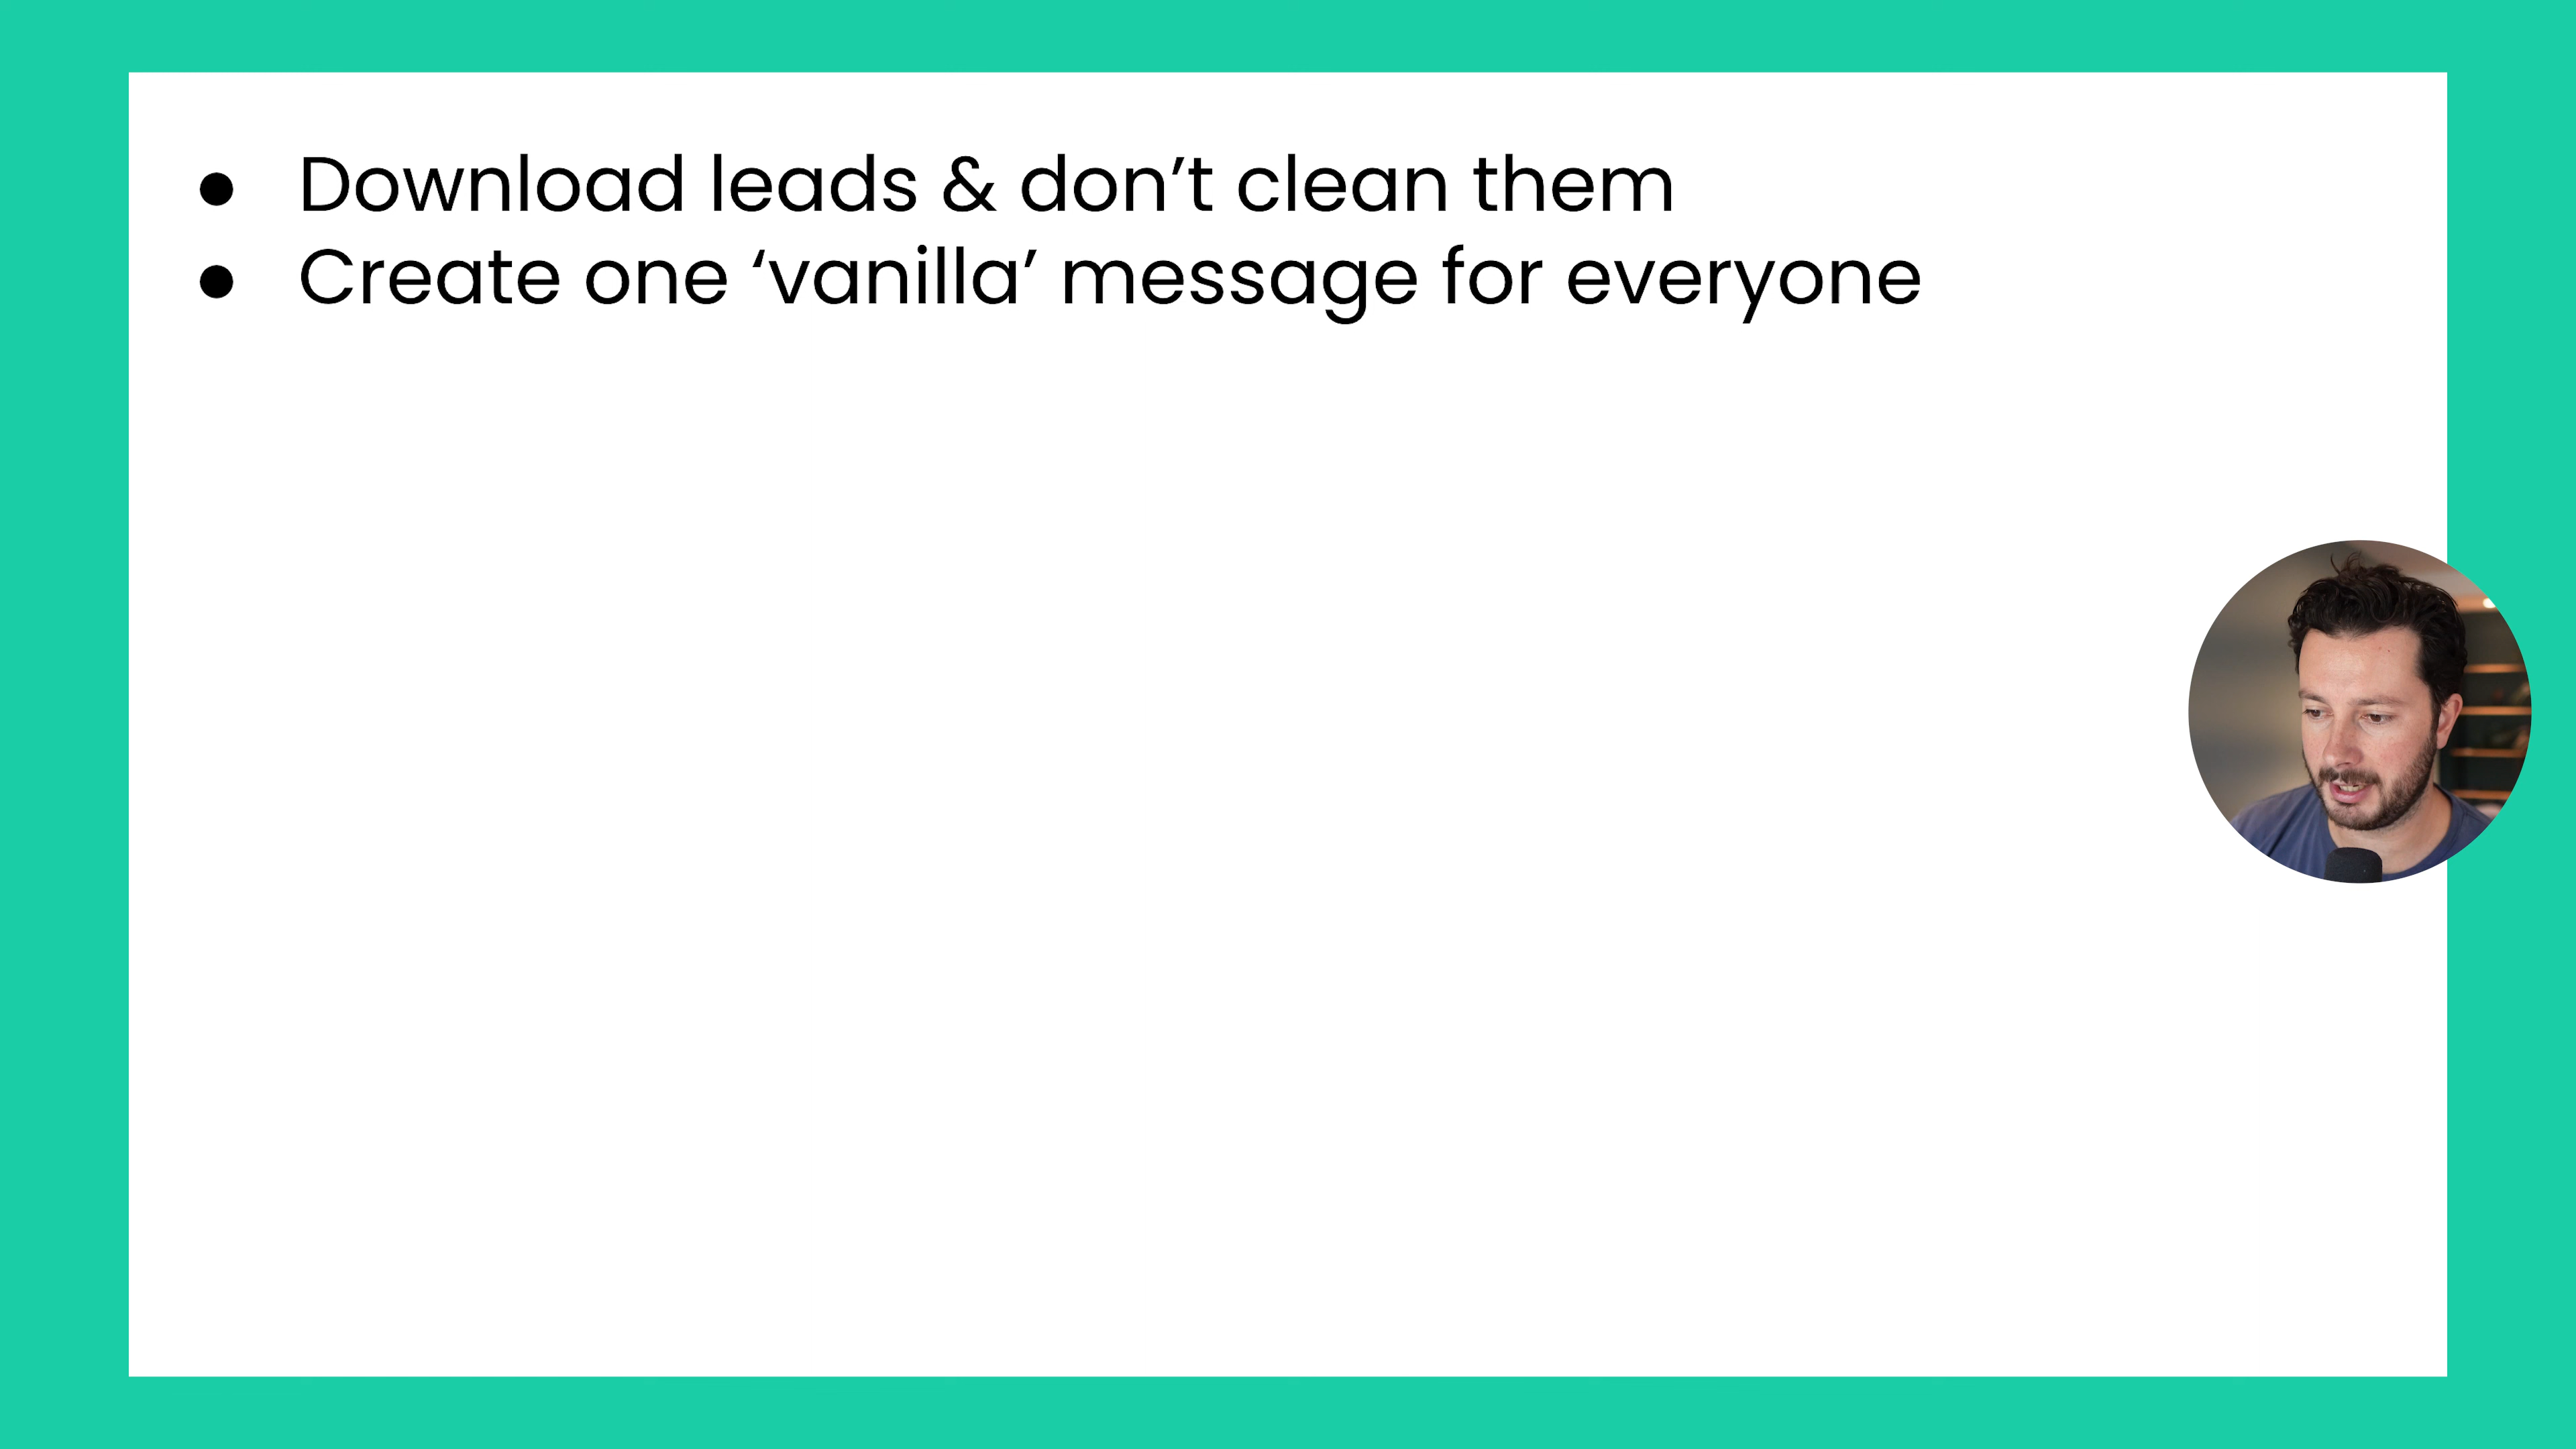 ● Download leads & don’t clean them
● Create one ‘vanilla’ message for everyone